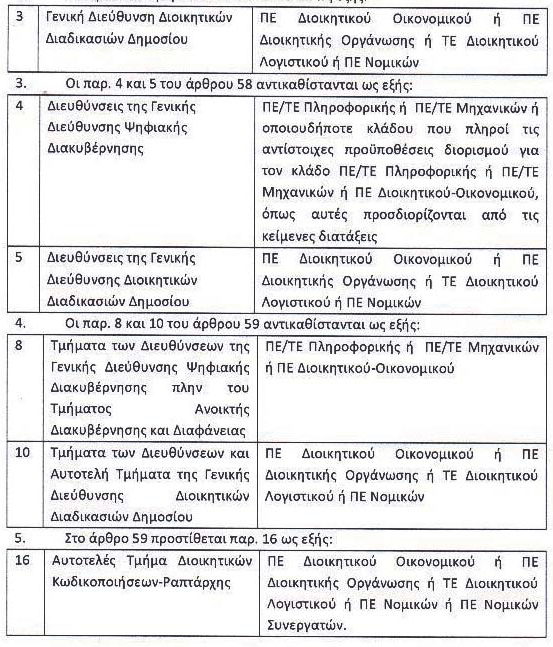 3 Γενική Διεύθυνση Διοικητικών ΠΕ Διοικητικού Οικονομικού ή ΠΕ
Διαδικασιών Δημοσίου Διοικητικής Οργάνωσης ή ΤΕ Διοικητικού
Λογιστικού ή ΠΕ Νομικών
3. Οι παρ. 4 και 5 του άρθρου 58 αντικαθίστανται ως εξής:
4 Διευθύνσεις της Γενικής ΠΕ/ΤΕ Πληροφορικής ή ΠΕ/ΤΕ Μηχανικών ή
Διεύθυνσης Ψηφιακής οποιουδήποτε κλάδου που πληροί τις
Διακυβέρνησης αντίστοιχες προϋποθέσεις διορισμού για
τον κλάδο ΠΕ/ΤΕ Πληροφορικής ή ΠΕ/ΤΕ
Μηχανικών ή ΠΕ Διοικητικού-Οικονομικού,
όπως αυτές προσδιορίζονται από τις
κείμενες διατάξεις
5 Διευθύνσεις της Γενικής ΠΕ Διοικητικού Οικονομικού ή ΠΕ
Διεύθυνσης Διοικητικών Διοικητικής Οργάνωσης ή ΤΕ Διοικητικού
Διαδικασιών Δημοσίου Λογιστικού ή ΠΕ Νομικών
4. Οι παρ. 8 και 10 του άρθρου 59 αντικαθίστανται ως εξής:
8 Τμήματα των Διευθύνσεων της ΠΕ/ΤΕ Πληροφορικής ή ΠΕ/ΤΕ Μηχανικών
Γενικής Διεύθυνσης Ψηφιακής ή ΠΕ Διοικητικού-Οικονομικού
Διακυβέρνησης πλην του
Τμήματος Ανοικτής
Διακυβέρνησης και Διαφάνειας
10 Τμήματα των Διευθύνσεων και ΠΕ Διοικητικού Οικονομικού ή ΠΕ
Αυτοτελή Τμήματα της Γενικής Διοικητικής Οργάνωσης ή ΤΕ Διοικητικού
Διεύθυνσης Διοικητικών Λογιστικού ή ΠΕ Νομικών
Διαδικασιών Δημοσίου
5. Στο άρθρο 59 προστίθεται παρ. 16 ως εξής:
16 Αυτοτελές Τμήμα Διοικητικών ΠΕ Διοικητικού Οικονομικού ή ΠΕ
Κωδικοποιήσεων-Ραπτάρχης Διοικητικής Οργάνωσης ή ΤΕ Διοικητικού
Λογιστικού ή ΠΕ Νομικών ή ΠΕ Νομικών
Συνεργατών.